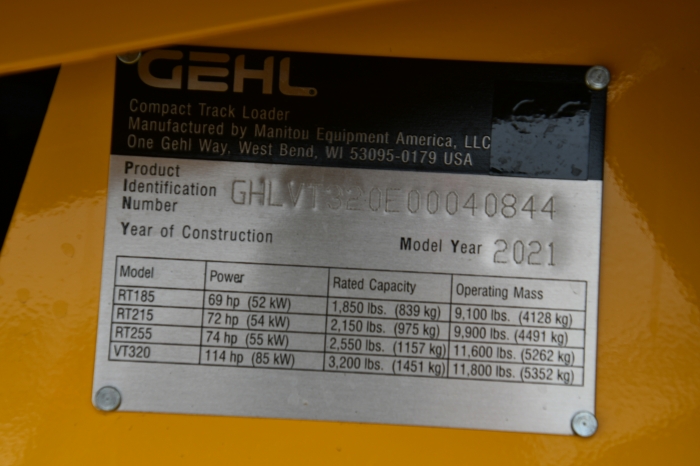 GEHL
Compact Track Loader
Manufactured by Manitou Equipment America, LLC
One Gehl Way, West Bend, WI 53095-0179 USA
Product
Identification
Number
GHLVT320E00040844
Year of Construction
Model Year 2021
Model Power Rated Capacity Operating Mass
RT185 69 hp (52 kW) 1,850 lbs. (839 kg) 9,100 lbs. (4128 kg)
RT215 72 hp (54 kW) 2,150 lbs. (975 kg) 9,900 lbs. (4491 kg)
RT255 74 hp (55 kW) 2,550 lbs. (1157 kg) 11,600 lbs. (5262 kg)
VT320 114 hp (85 kW) 3,200 lbs. (1451 kg) 11,800 lbs. (5352 kg)